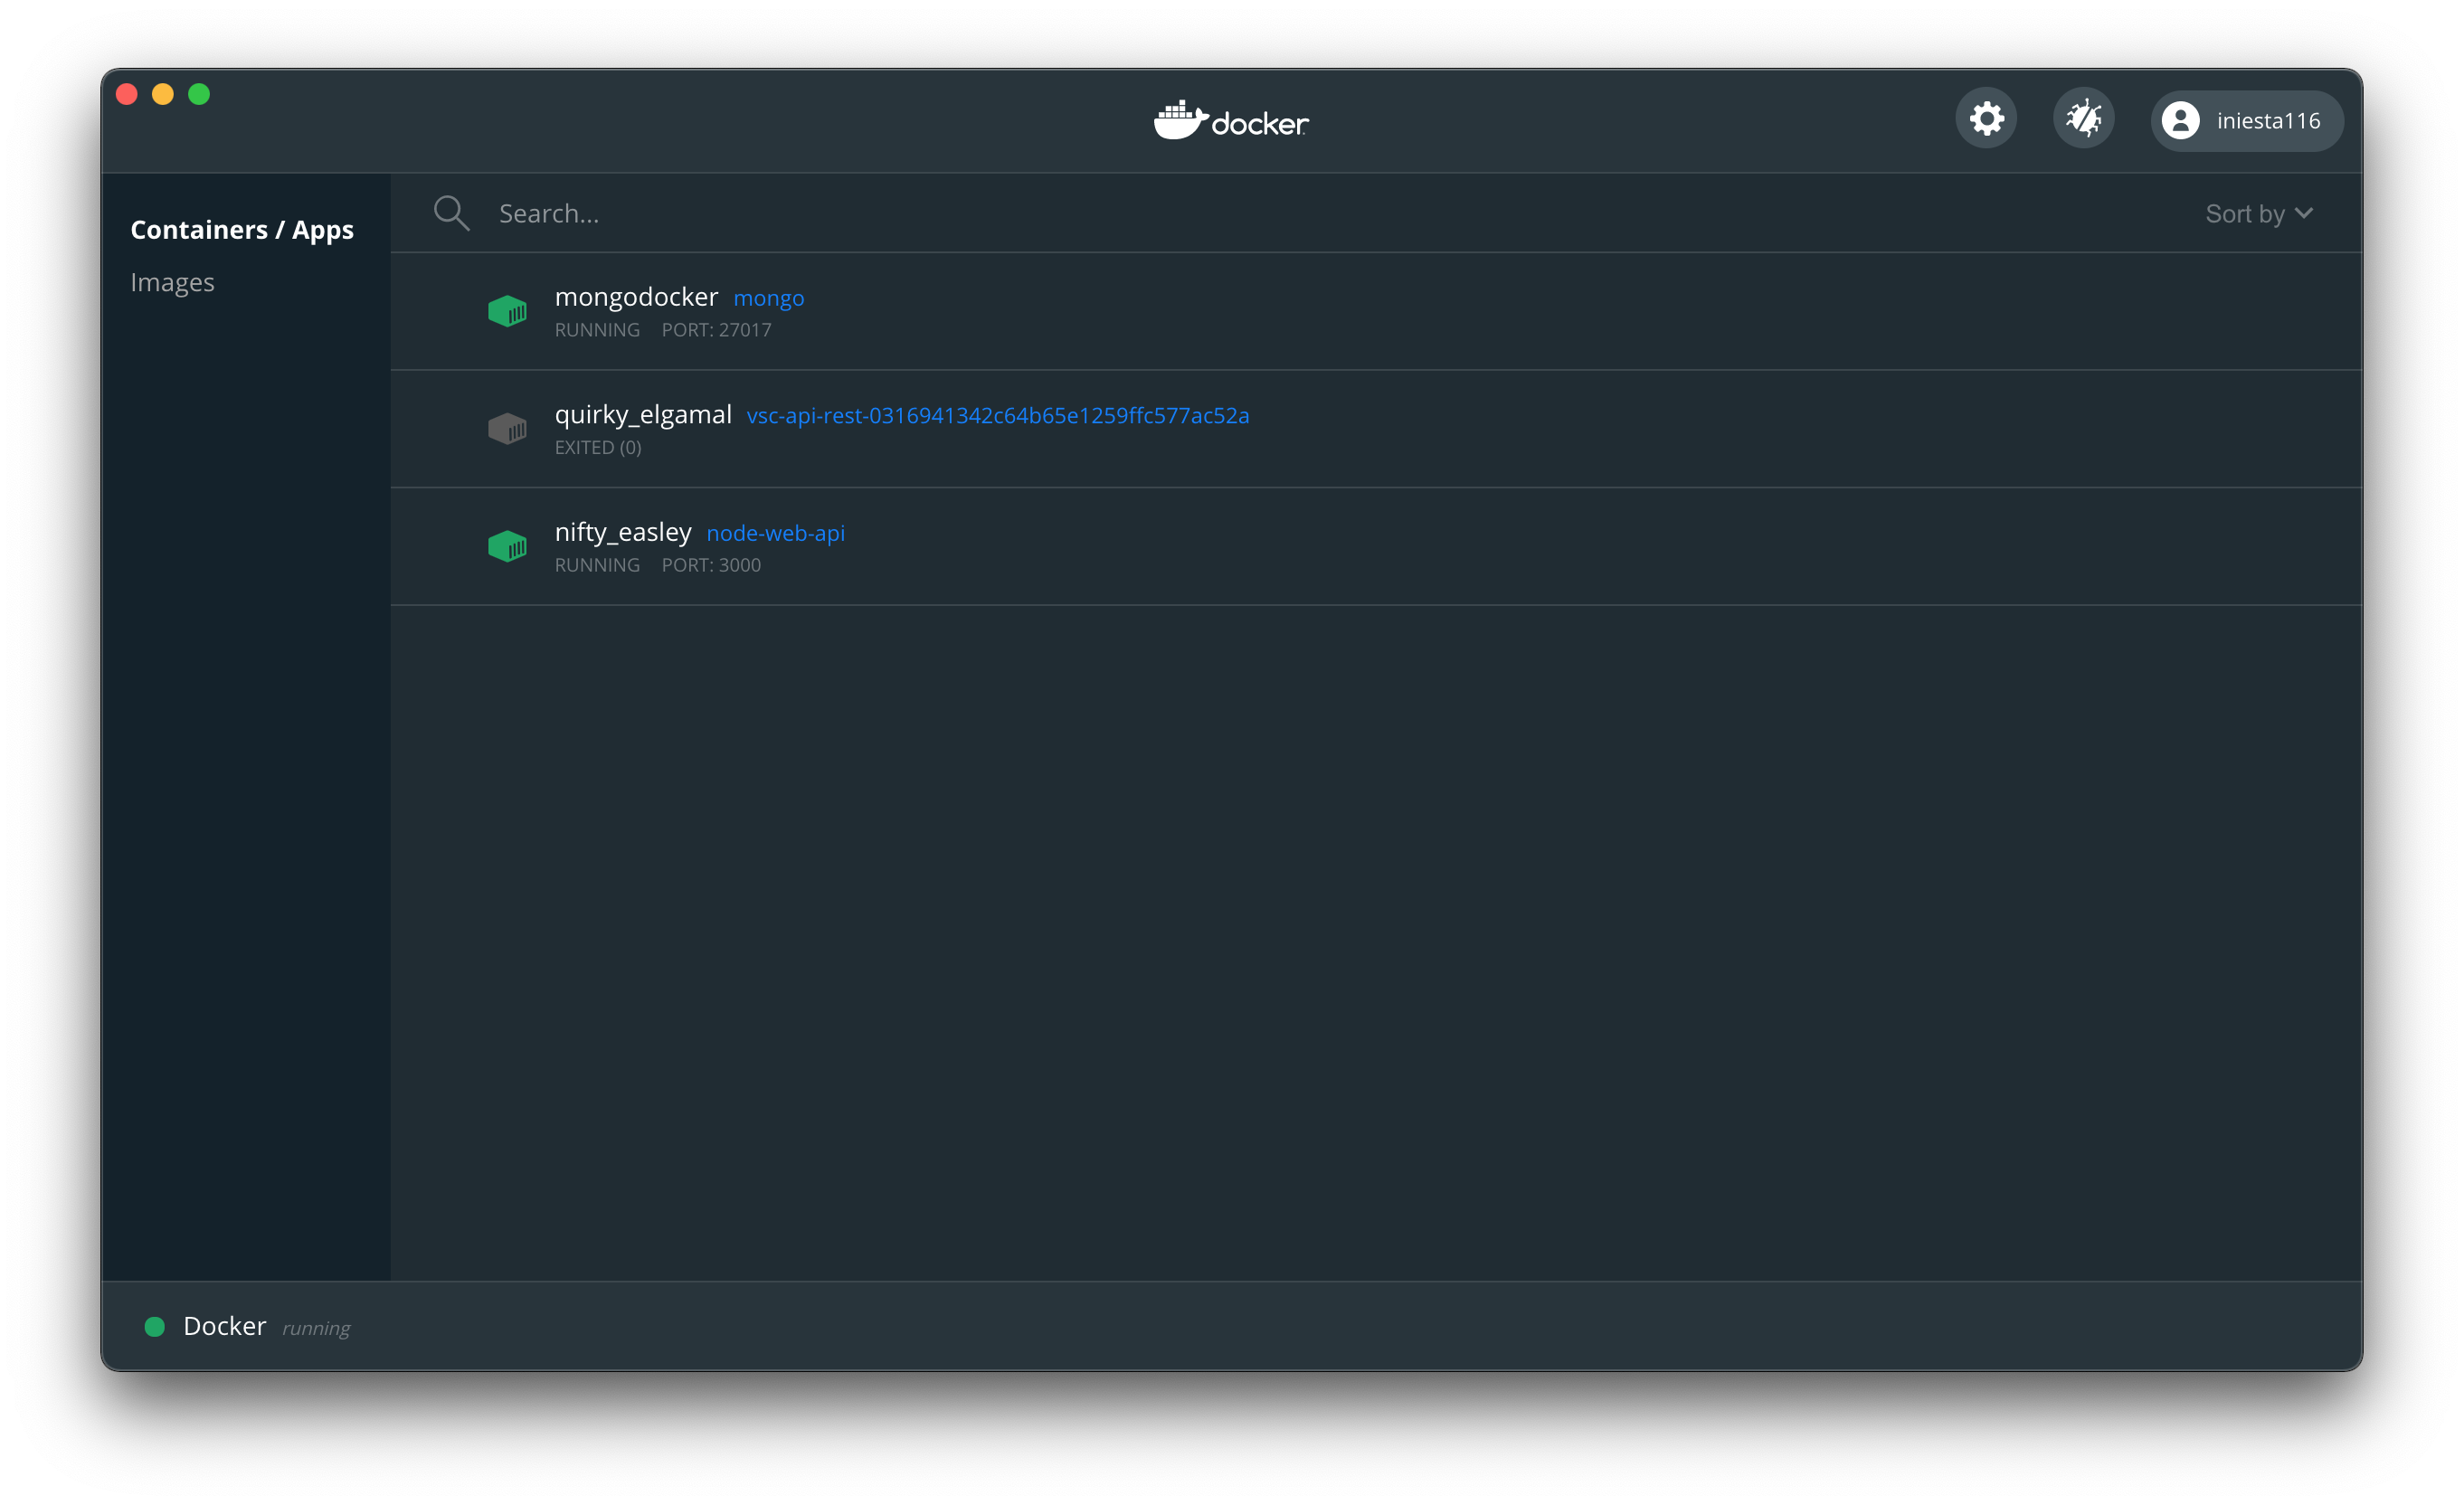 docker
iniesta116
Containers / Apps
Images
Search...
Sort by
mongodocker mongo
RUNNING PORT: 27017
quirky_elgamal vsc-api-rest-0316941342c64b65e1259ffc577ac52a
EXITED (0)
nifty_easley node-web-api
RUNNING PORT: 3000
Docker running